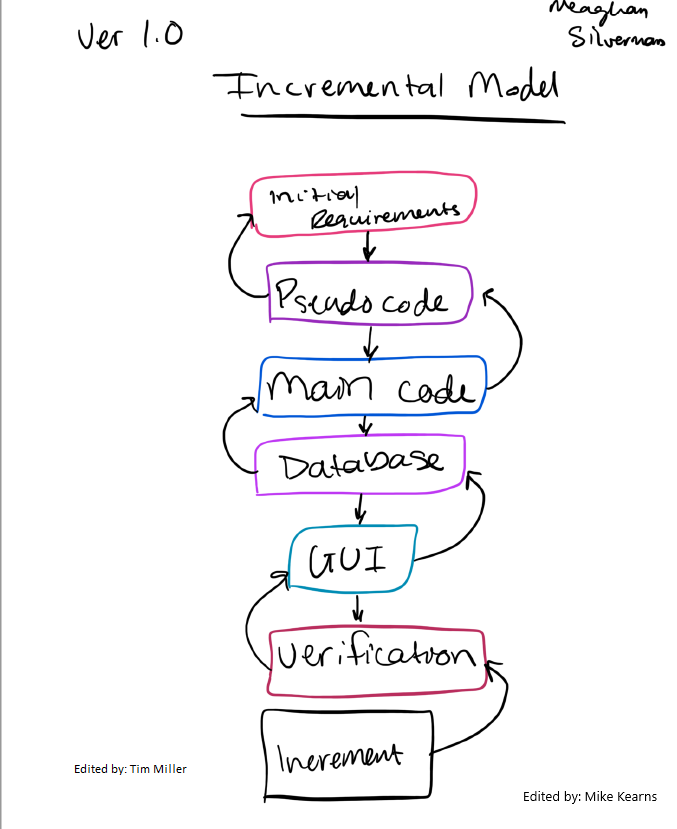 Ver 1.0
Meaghan
Silverman
Incremental Model
Initial
Requirements
Pseudo code
Main code
Database
GUI
Verification
Increment
Edited by: Tim Miller
Edited by: Mike Kearns